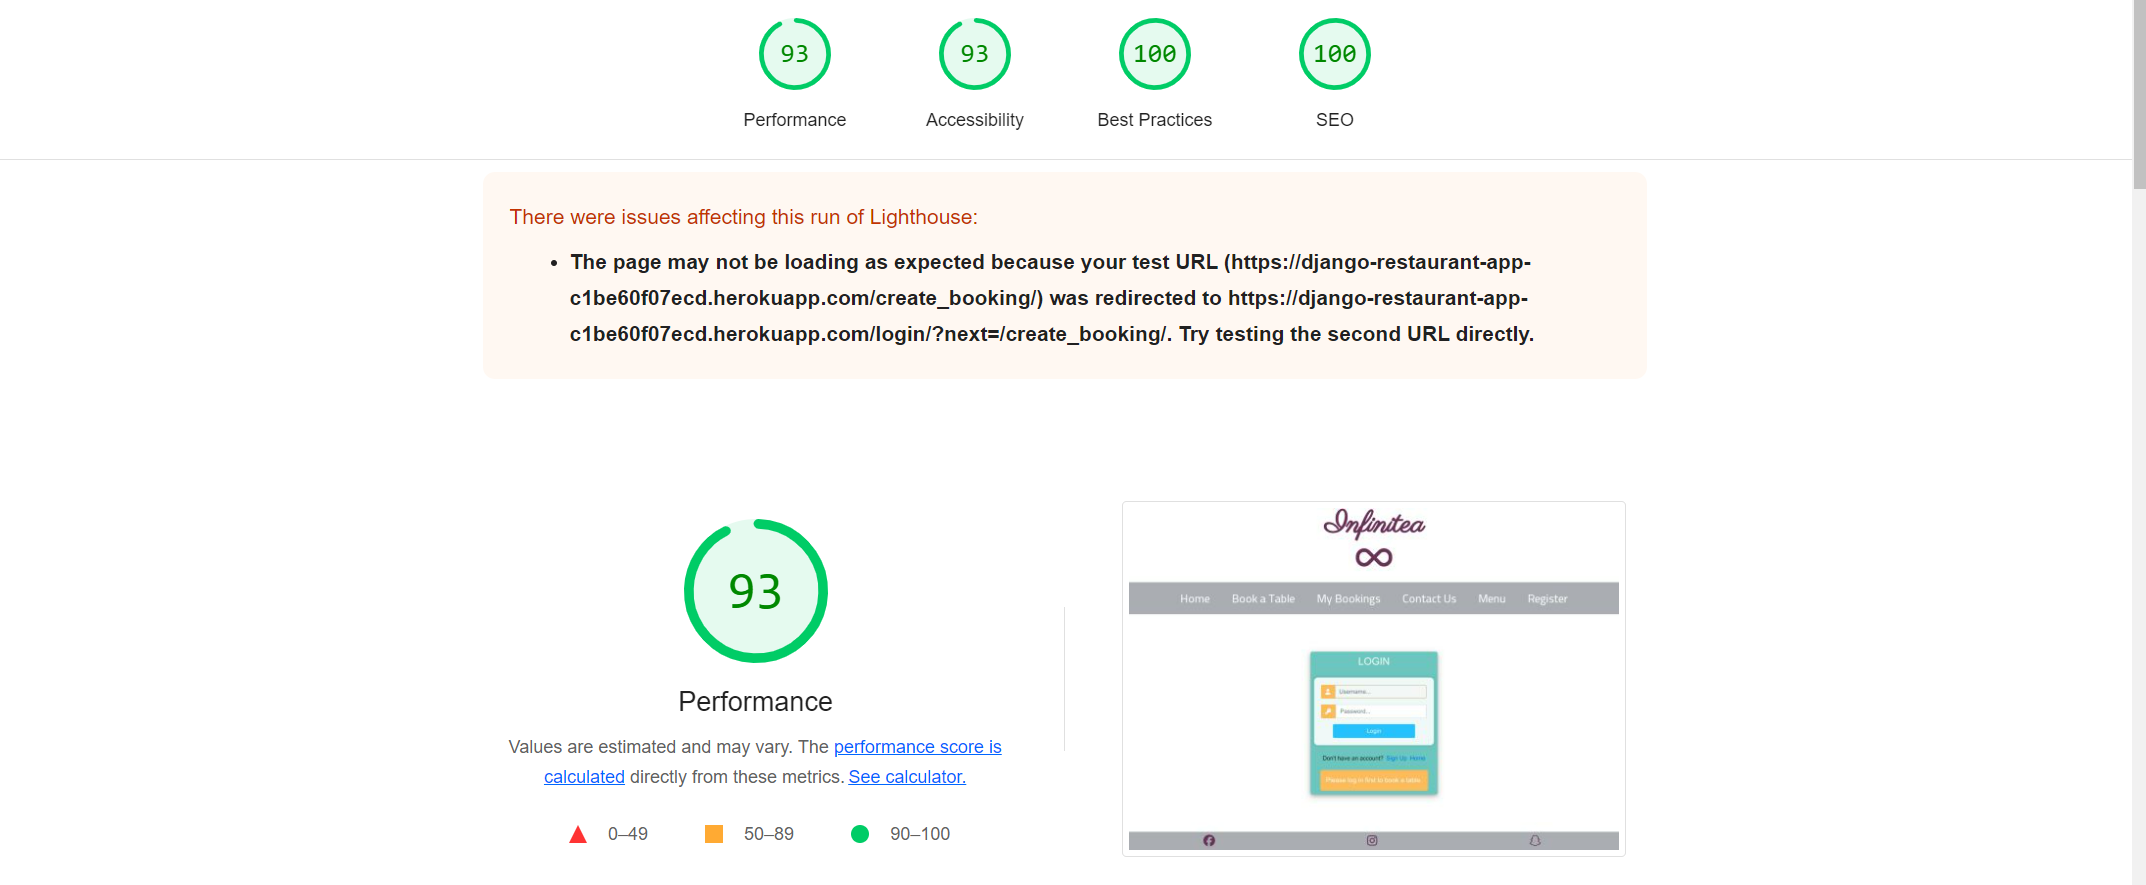 93
93
100
100
Performance
Accessibility
Best Practices
SEO
There were issues affecting this run of Lighthouse:
• The page may not be loading as expected because your test URL (https://django-restaurant-app-
c1be60f07ecd.herokuapp.com/create_booking/) was redirected to https://django-restaurant-app-
c1be60f07ecd.herokuapp.com/login/?next=/create_booking/. Try testing the second URL directly.
93
Performance
Values are estimated and may vary. The performance score is
calculated directly from these metrics. See calculator.
0–49
50–89
90–100
Infinitea
Home Book a Table My Bookings Contact Us Menu Register
LOGIN
Username...
Password...
Login
Don't have an account? Sign Up Home
Please log in first to book a table.